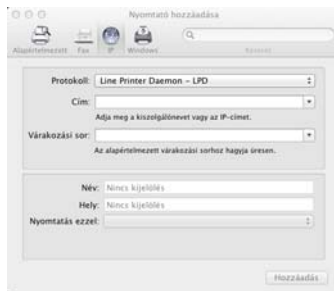 Nyomtató hozzáadása
Alapértelmezett Fax IP Windows Keresés
Protokoll: Line Printer Daemon - LPD
Cím:
Adja meg a kiszolgálónevet vagy az IP-címet.
Várakozási sor:
Az alapértelmezett várakozási sorhoz hagyja üresen.
Név: Nincs kijelölés
Hely: Nincs kijelölés
Nyomtatás ezzel:
Hozzáadás